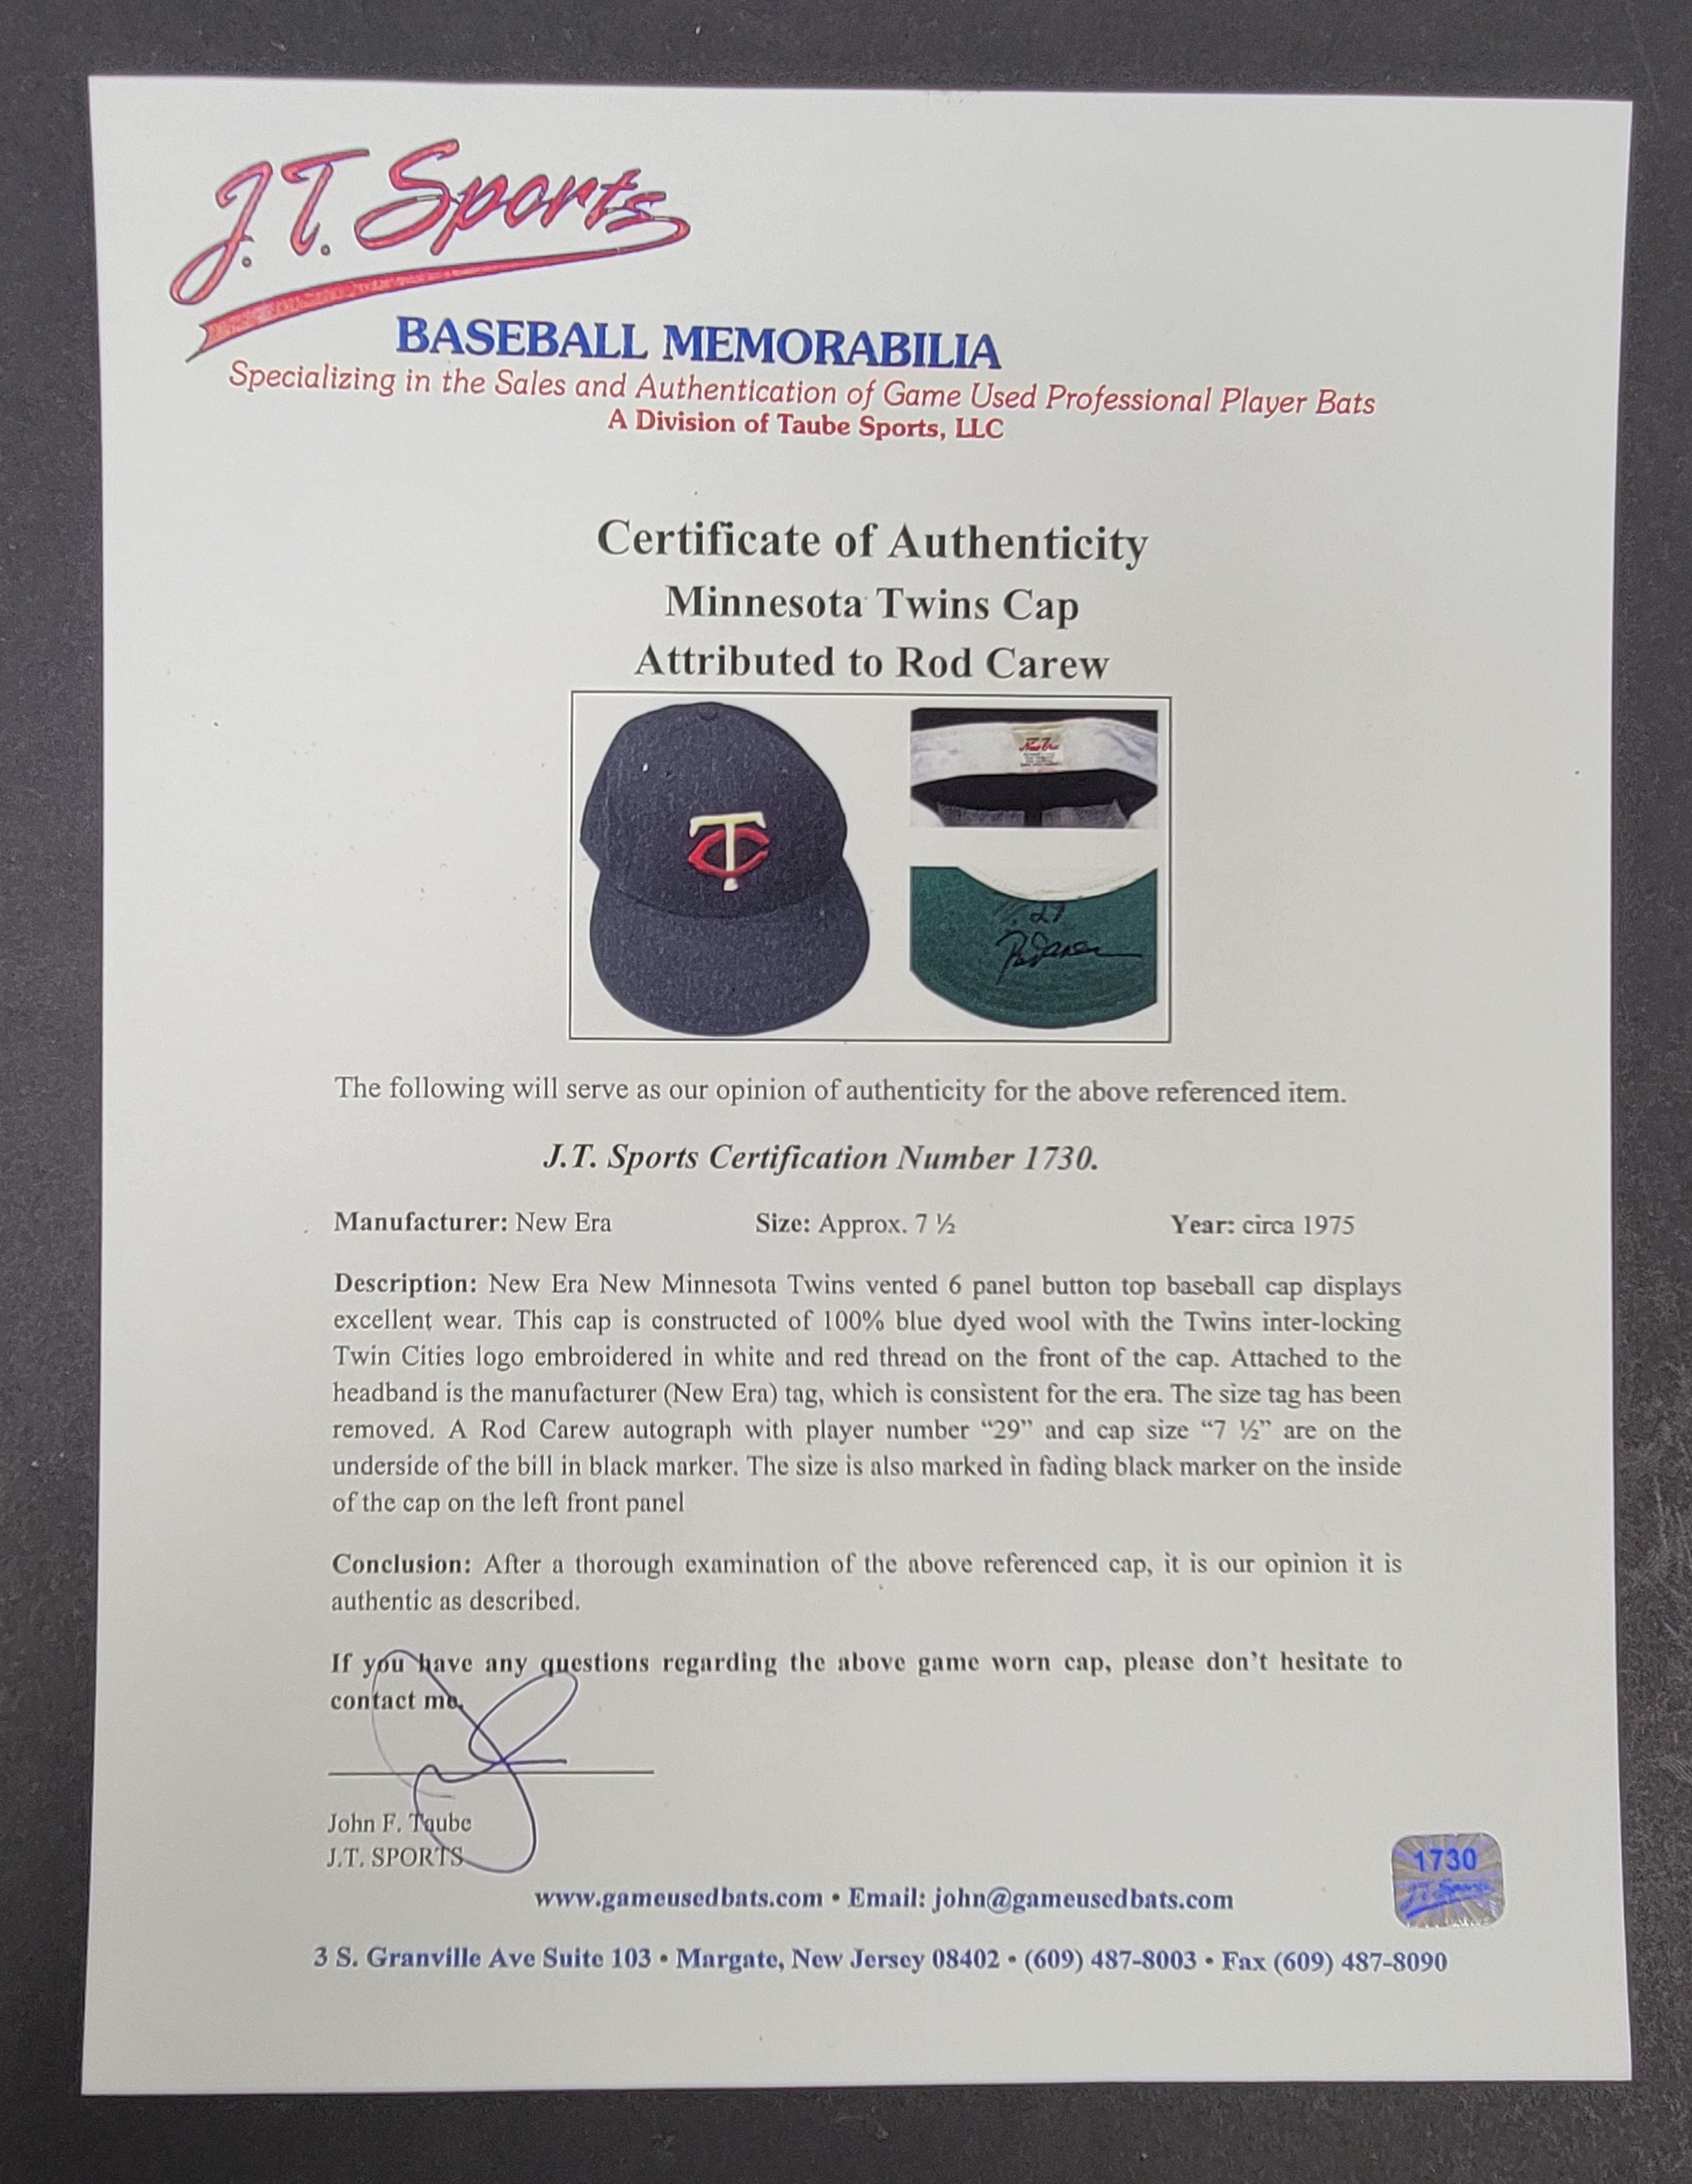 J.T. Sports
BASEBALL MEMORABILIA
Specializing in the Sales and Authentication of Game Used Professional Player Bats
A Division of Taube Sports, LLC
Certificate of Authenticity
Minnesota Twins Cap
Attributed to Rod Carew
TC
New Era
The following will serve as our opinion of authenticity for the above referenced item.
J.T. Sports Certification Number 1730.
Manufacturer: New Era Size: Approx. 7 ½ Year: circa 1975
Description: New Era New Minnesota Twins vented 6 panel button top baseball cap displays
excellent wear. This cap is constructed of 100% blue dyed wool with the Twins inter-locking
Twin Cities logo embroidered in white and red thread on the front of the cap. Attached to the
headband is the manufacturer (New Era) tag, which is consistent for the era. The size tag has been
removed. A Rod Carew autograph with player number “29” and cap size “7 ½” are on the
underside of the bill in black marker. The size is also marked in fading black marker on the inside
of the cap on the left front panel
Conclusion: After a thorough examination of the above referenced cap, it is our opinion it is
authentic as described.
If you have any questions regarding the above game worn cap, please don’t hesitate to
contact me.
John F. Taube
J.T. SPORTS
1730
J.T. Sports
www.gameusedbats.com • Email: john@gameusedbats.com
3 S. Granville Ave Suite 103 • Margate, New Jersey 08402 • (609) 487-8003 • Fax (609) 487-8090